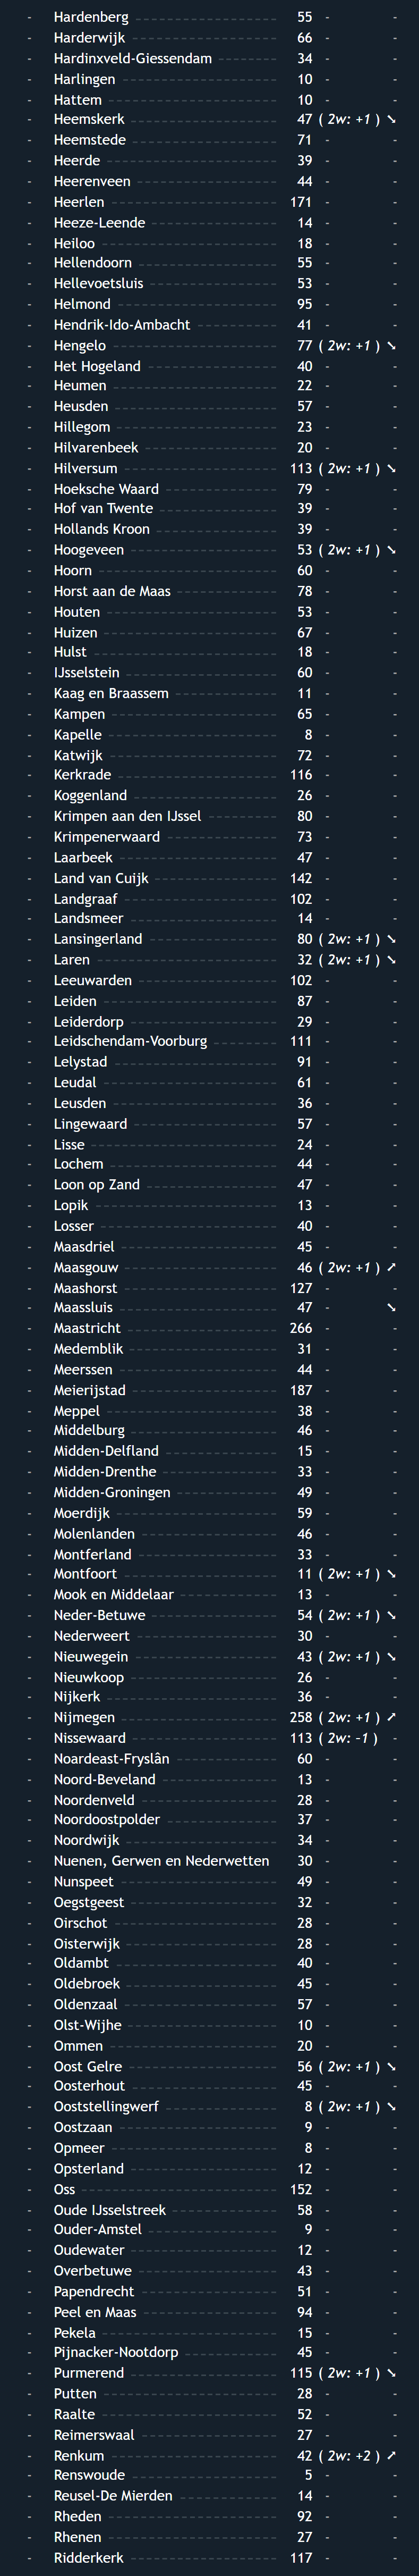 - Hardenberg 55 - -
- Harderwijk 66 - -
- Hardinxveld-Giessendam 34 - -
- Harlingen 10 - -
- Hattem 10 - -
- Heemskerk 47 ( 2w: +1 ) ➘
- Heemstede 71 - -
- Heerde 39 - -
- Heerenveen 44 - -
- Heerlen 171 - -
- Heeze-Leende 14 - -
- Heiloo 18 - -
- Hellendoorn 55 - -
- Hellevoetsluis 53 - -
- Helmond 95 - -
- Hendrik-Ido-Ambacht 41 - -
- Hengelo 77 ( 2w: +1 ) ➘
- Het Hogeland 40 - -
- Heumen 22 - -
- Heusden 57 - -
- Hillegom 23 - -
- Hilvarenbeek 20 - -
- Hilversum 113 ( 2w: +1 ) ➘
- Hoeksche Waard 79 - -
- Hof van Twente 39 - -
- Hollands Kroon 39 - -
- Hoogeveen 53 ( 2w: +1 ) ➘
- Hoorn 60 - -
- Horst aan de Maas 78 - -
- Houten 53 - -
- Huizen 67 - -
- Hulst 18 - -
- IJsselstein 60 - -
- Kaag en Braassem 11 - -
- Kampen 65 - -
- Kapelle 8 - -
- Katwijk 72 - -
- Kerkrade 116 - -
- Koggenland 26 - -
- Krimpen aan den IJssel 80 - -
- Krimpenerwaard 73 - -
- Laarbeek 47 - -
- Land van Cuijk 142 - -
- Landgraaf 102 - -
- Landsmeer 14 - -
- Lansingerland 80 ( 2w: +1 ) ➘
- Laren 32 ( 2w: +1 ) ➘
- Leeuwarden 102 - -
- Leiden 87 - -
- Leiderdorp 29 - -
- Leidschendam-Voorburg 111 - -
- Lelystad 91 - -
- Leudal 61 - -
- Leusden 36 - -
- Lingewaard 57 - -
- Lisse 24 - -
- Lochem 44 - -
- Loon op Zand 47 - -
- Lopik 13 - -
- Losser 40 - -
- Maasdriel 45 - -
- Maasgouw 46 ( 2w: +1 ) ➚
- Maashorst 127 - -
- Maassluis 47 - ➘
- Maastricht 266 - -
- Medemblik 31 - -
- Meerssen 44 - -
- Meierijstad 187 - -
- Meppel 38 - -
- Middelburg 46 - -
- Midden-Delfland 15 - -
- Midden-Drenthe 33 - -
- Midden-Groningen 49 - -
- Moerdijk 59 - -
- Molenlanden 46 - -
- Montferland 33 - -
- Montfoort 11 ( 2w: +1 ) ➘
- Mook en Middelaar 13 - -
- Neder-Betuwe 54 ( 2w: +1 ) ➘
- Nederweert 30 - -
- Nieuwegein 43 ( 2w: +1 ) ➘
- Nieuwkoop 26 - -
- Nijkerk 36 - -
- Nijmegen 258 ( 2w: +1 ) ➚
- Nissewaard 113 ( 2w: -1 ) -
- Noardeast-Fryslân 60 - -
- Noord-Beveland 13 - -
- Noordenveld 28 - -
- Noordoostpolder 37 - -
- Noordwijk 34 - -
- Nuenen, Gerwen en Nederwetten 30 - -
- Nunspeet 49 - -
- Oegstgeest 32 - -
- Oirschot 28 - -
- Oisterwijk 28 - -
- Oldambt 40 - -
- Oldebroek 45 - -
- Oldenzaal 57 - -
- Olst-Wijhe 10 - -
- Ommen 20 - -
- Oost Gelre 56 ( 2w: +1 ) ➘
- Oosterhout 45 - -
- Ooststellingwerf 8 ( 2w: +1 ) ➘
- Oostzaan 9 - -
- Opmeer 8 - -
- Opsterland 12 - -
- Oss 152 - -
- Oude IJsselstreek 58 - -
- Ouder-Amstel 9 - -
- Oudewater 12 - -
- Overbetuwe 43 - -
- Papendrecht 51 - -
- Peel en Maas 94 - -
- Pekela 15 - -
- Pijnacker-Nootdorp 45 - -
- Purmerend 115 ( 2w: +1 ) ➘
- Putten 28 - -
- Raalte 52 - -
- Reimerswaal 27 - -
- Renkum 42 ( 2w: +2 ) ➚
- Renswoude 5 - -
- Reusel-De Mierden 14 - -
- Rheden 92 - -
- Rhenen 27 - -
- Ridderkerk 117 - -